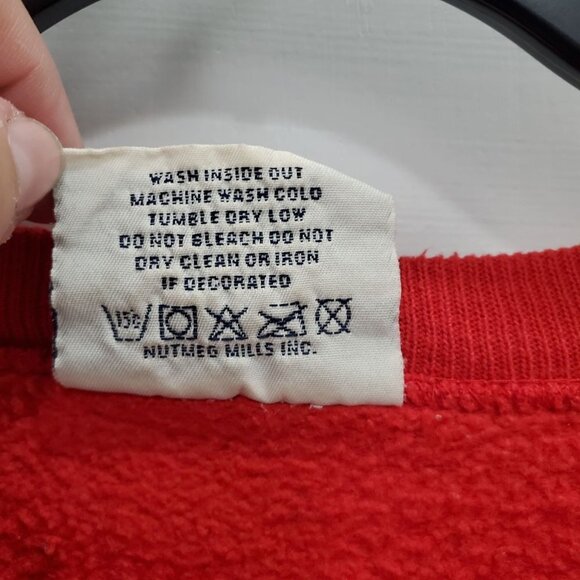 WASH INSIDE OUT
MACHINE WASH COLD
TUMBLE DRY LOW
DO NOT BLEACH DO NOT
DRY CLEAN OR IRON
IF DECORATED
NUTMEG MILLS INC.